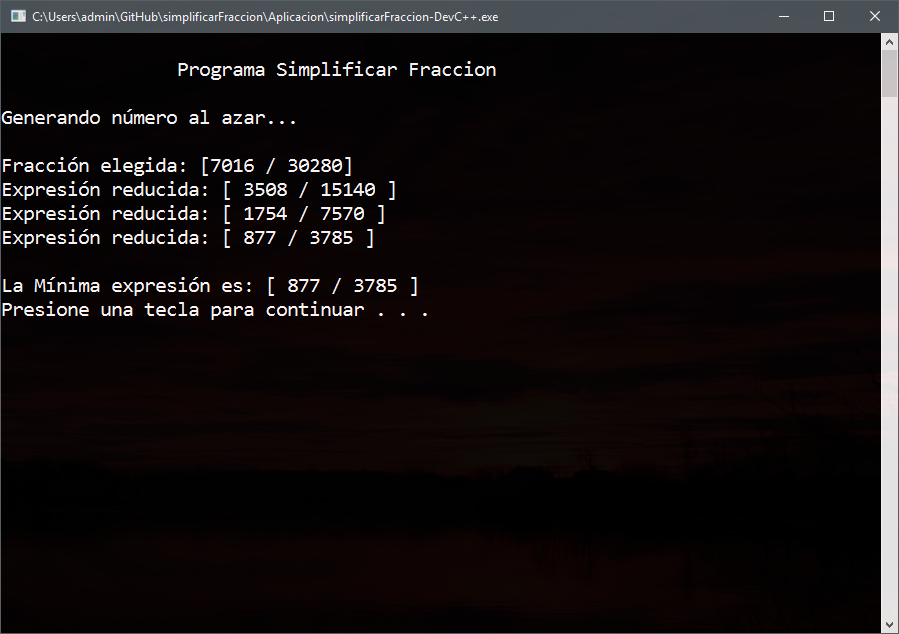 C:\Users\admin\GitHub\simplificarFraccion\Aplicacion\simplificarFraccion-DevC++.exe
Programa Simplificar Fraccion
Generando número al azar...
Fracción elegida: [7016 / 30280]
Expresión reducida: [ 3508 / 15140 ]
Expresión reducida: [ 1754 / 7570 ]
Expresión reducida: [ 877 / 3785 ]
La Mínima expresión es: [ 877 / 3785 ]
Presione una tecla para continuar . . .